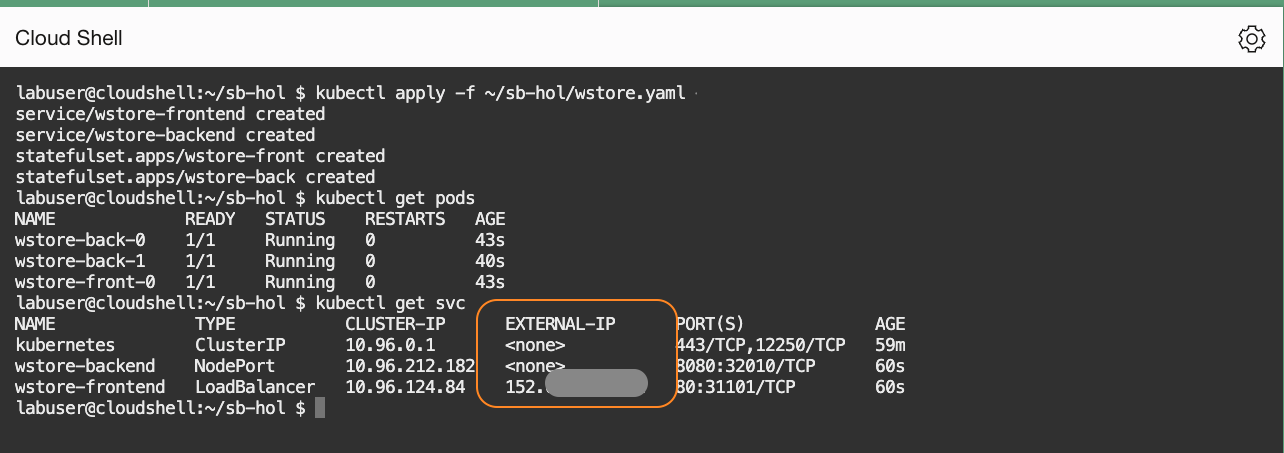 Cloud Shell
labuser@cloudshell:~/sb-hol $ kubectl apply -f ~/sb-hol/wstore.yaml
service/wstore-frontend created
service/wstore-backend created
statefulset.apps/wstore-front created
statefulset.apps/wstore-back created
labuser@cloudshell:~/sb-hol $ kubectl get pods
NAME READY STATUS RESTARTS AGE
wstore-back-0 1/1 Running 0 43s
wstore-back-1 1/1 Running 0 40s
wstore-front-0 1/1 Running 0 43s
labuser@cloudshell:~/sb-hol $ kubectl get svc
NAME TYPE CLUSTER-IP EXTERNAL-IP PORT(S) AGE
kubernetes ClusterIP 10.96.0.1 <none> 443/TCP,12250/TCP 59m
wstore-backend NodePort 10.96.212.182 <none> 8080:32010/TCP 60s
wstore-frontend LoadBalancer 10.96.124.84 152. 80:31101/TCP 60s
labuser@cloudshell:~/sb-hol $